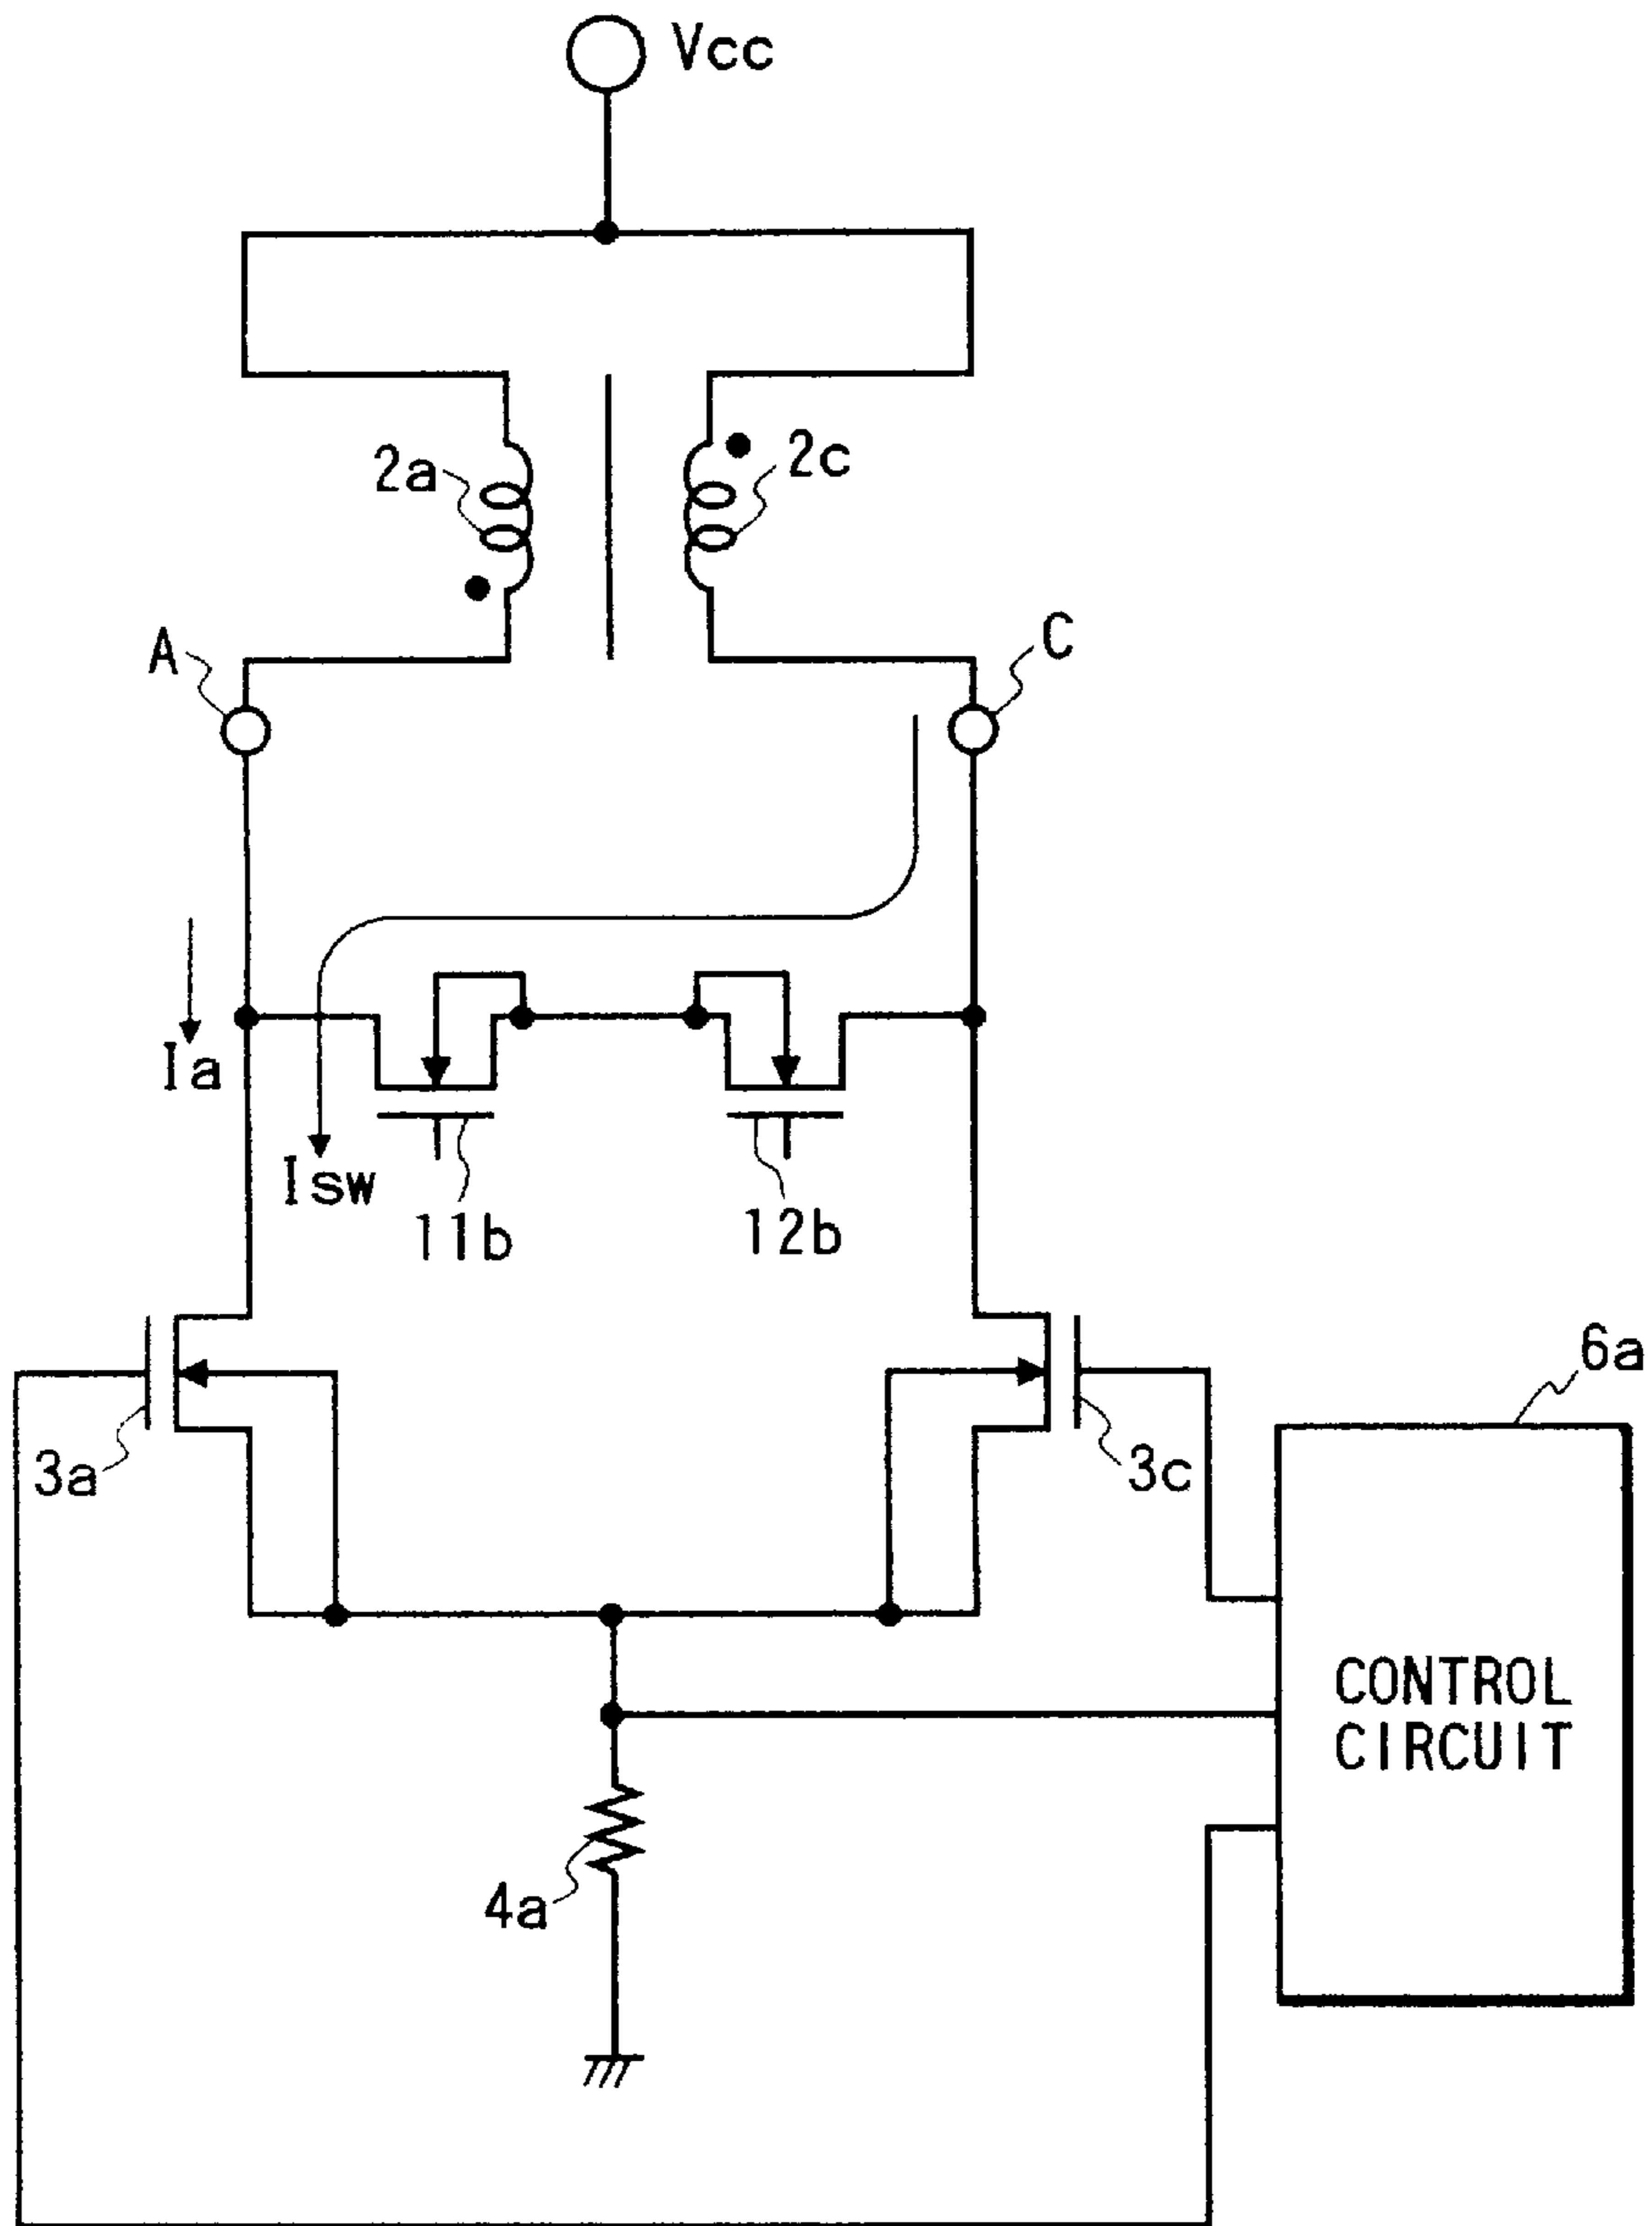 Vcc
2a
2c
A
C
Ia
Isw
11b
12b
6a
3a
3c
CONTROL
CIRCUIT
4a